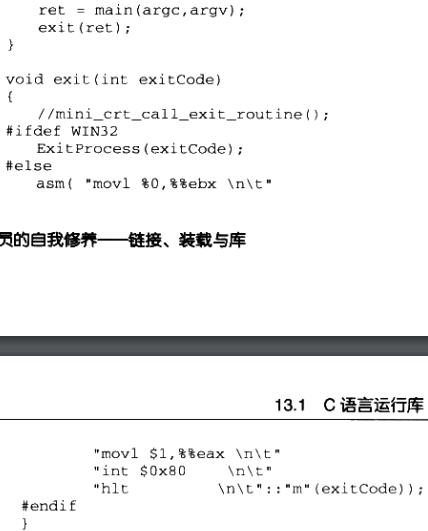 ret = main(argc,argv);
exit(ret);
}
void exit(int exitCode)
{
//mini_crt_call_exit_routine();
#ifdef WIN32
ExitProcess(exitCode);
#else
asm( "movl %0,%%ebx \n\t"
员的自我修养——链接、装载与库
13.1 C 语言运行库
"movl $1,%%eax \n\t"
"int $0x80 \n\t"
"hlt \n\t"::"m"(exitCode));
#endif
}